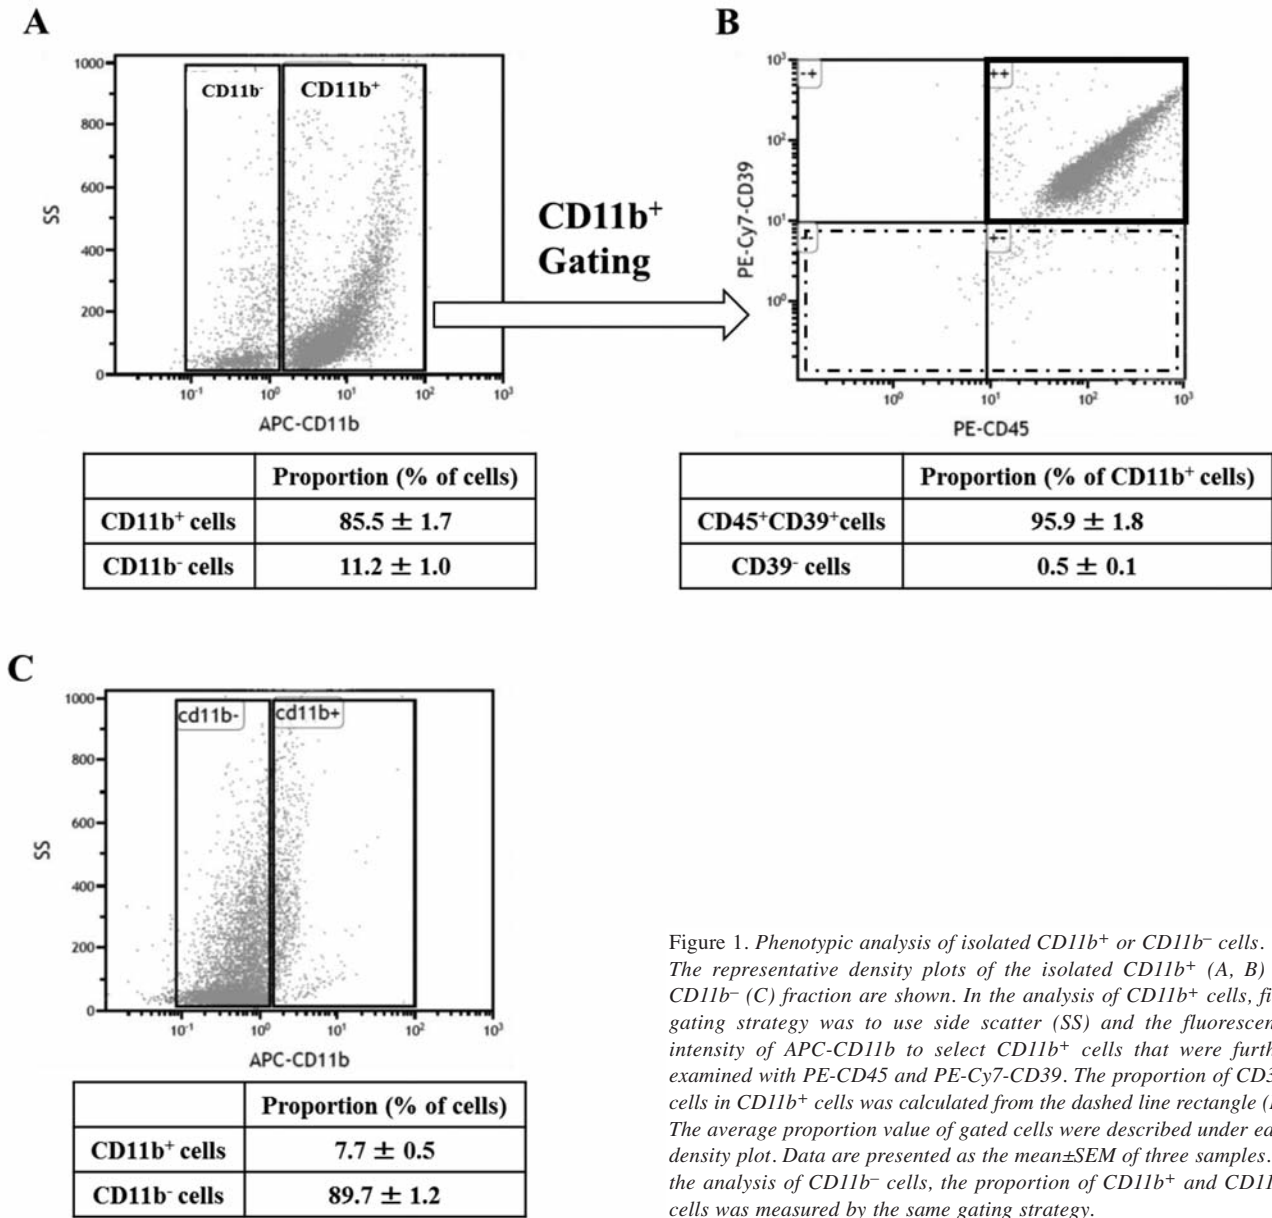 A
1000
800
600
400
200
0
SS
CD11b-
CD11b+
10-1
100
101
102
103
APC-CD11b
Proportion (% of cells)
CD11b+ cells
85.5 ± 1.7
CD11b- cells
11.2 ± 1.0
CD11b+
Gating
B
103
102
101
100
PE-Cy7-CD39
-+
++
+-
100
101
102
103
PE-CD45
Proportion (% of CD11b+ cells)
CD45+CD39+cells
95.9 ± 1.8
CD39- cells
0.5 ± 0.1
C
1000
800
600
400
200
0
SS
cd11b-
cd11b+
10-1
100
101
102
103
APC-CD11b
Proportion (% of cells)
CD11b+ cells
7.7 ± 0.5
CD11b- cells
89.7 ± 1.2
Figure 1. Phenotypic analysis of isolated CD11b+ or CD11b– cells.
The representative density plots of the isolated CD11b+ (A, B)
CD11b– (C) fraction are shown. In the analysis of CD11b+ cells, fi
gating strategy was to use side scatter (SS) and the fluorescen
intensity of APC-CD11b to select CD11b+ cells that were furth
examined with PE-CD45 and PE-Cy7-CD39. The proportion of CD3
cells in CD11b+ cells was calculated from the dashed line rectangle (
The average proportion value of gated cells were described under ea
density plot. Data are presented as the mean±SEM of three samples.
the analysis of CD11b– cells, the proportion of CD11b+ and CD11
cells was measured by the same gating strategy.